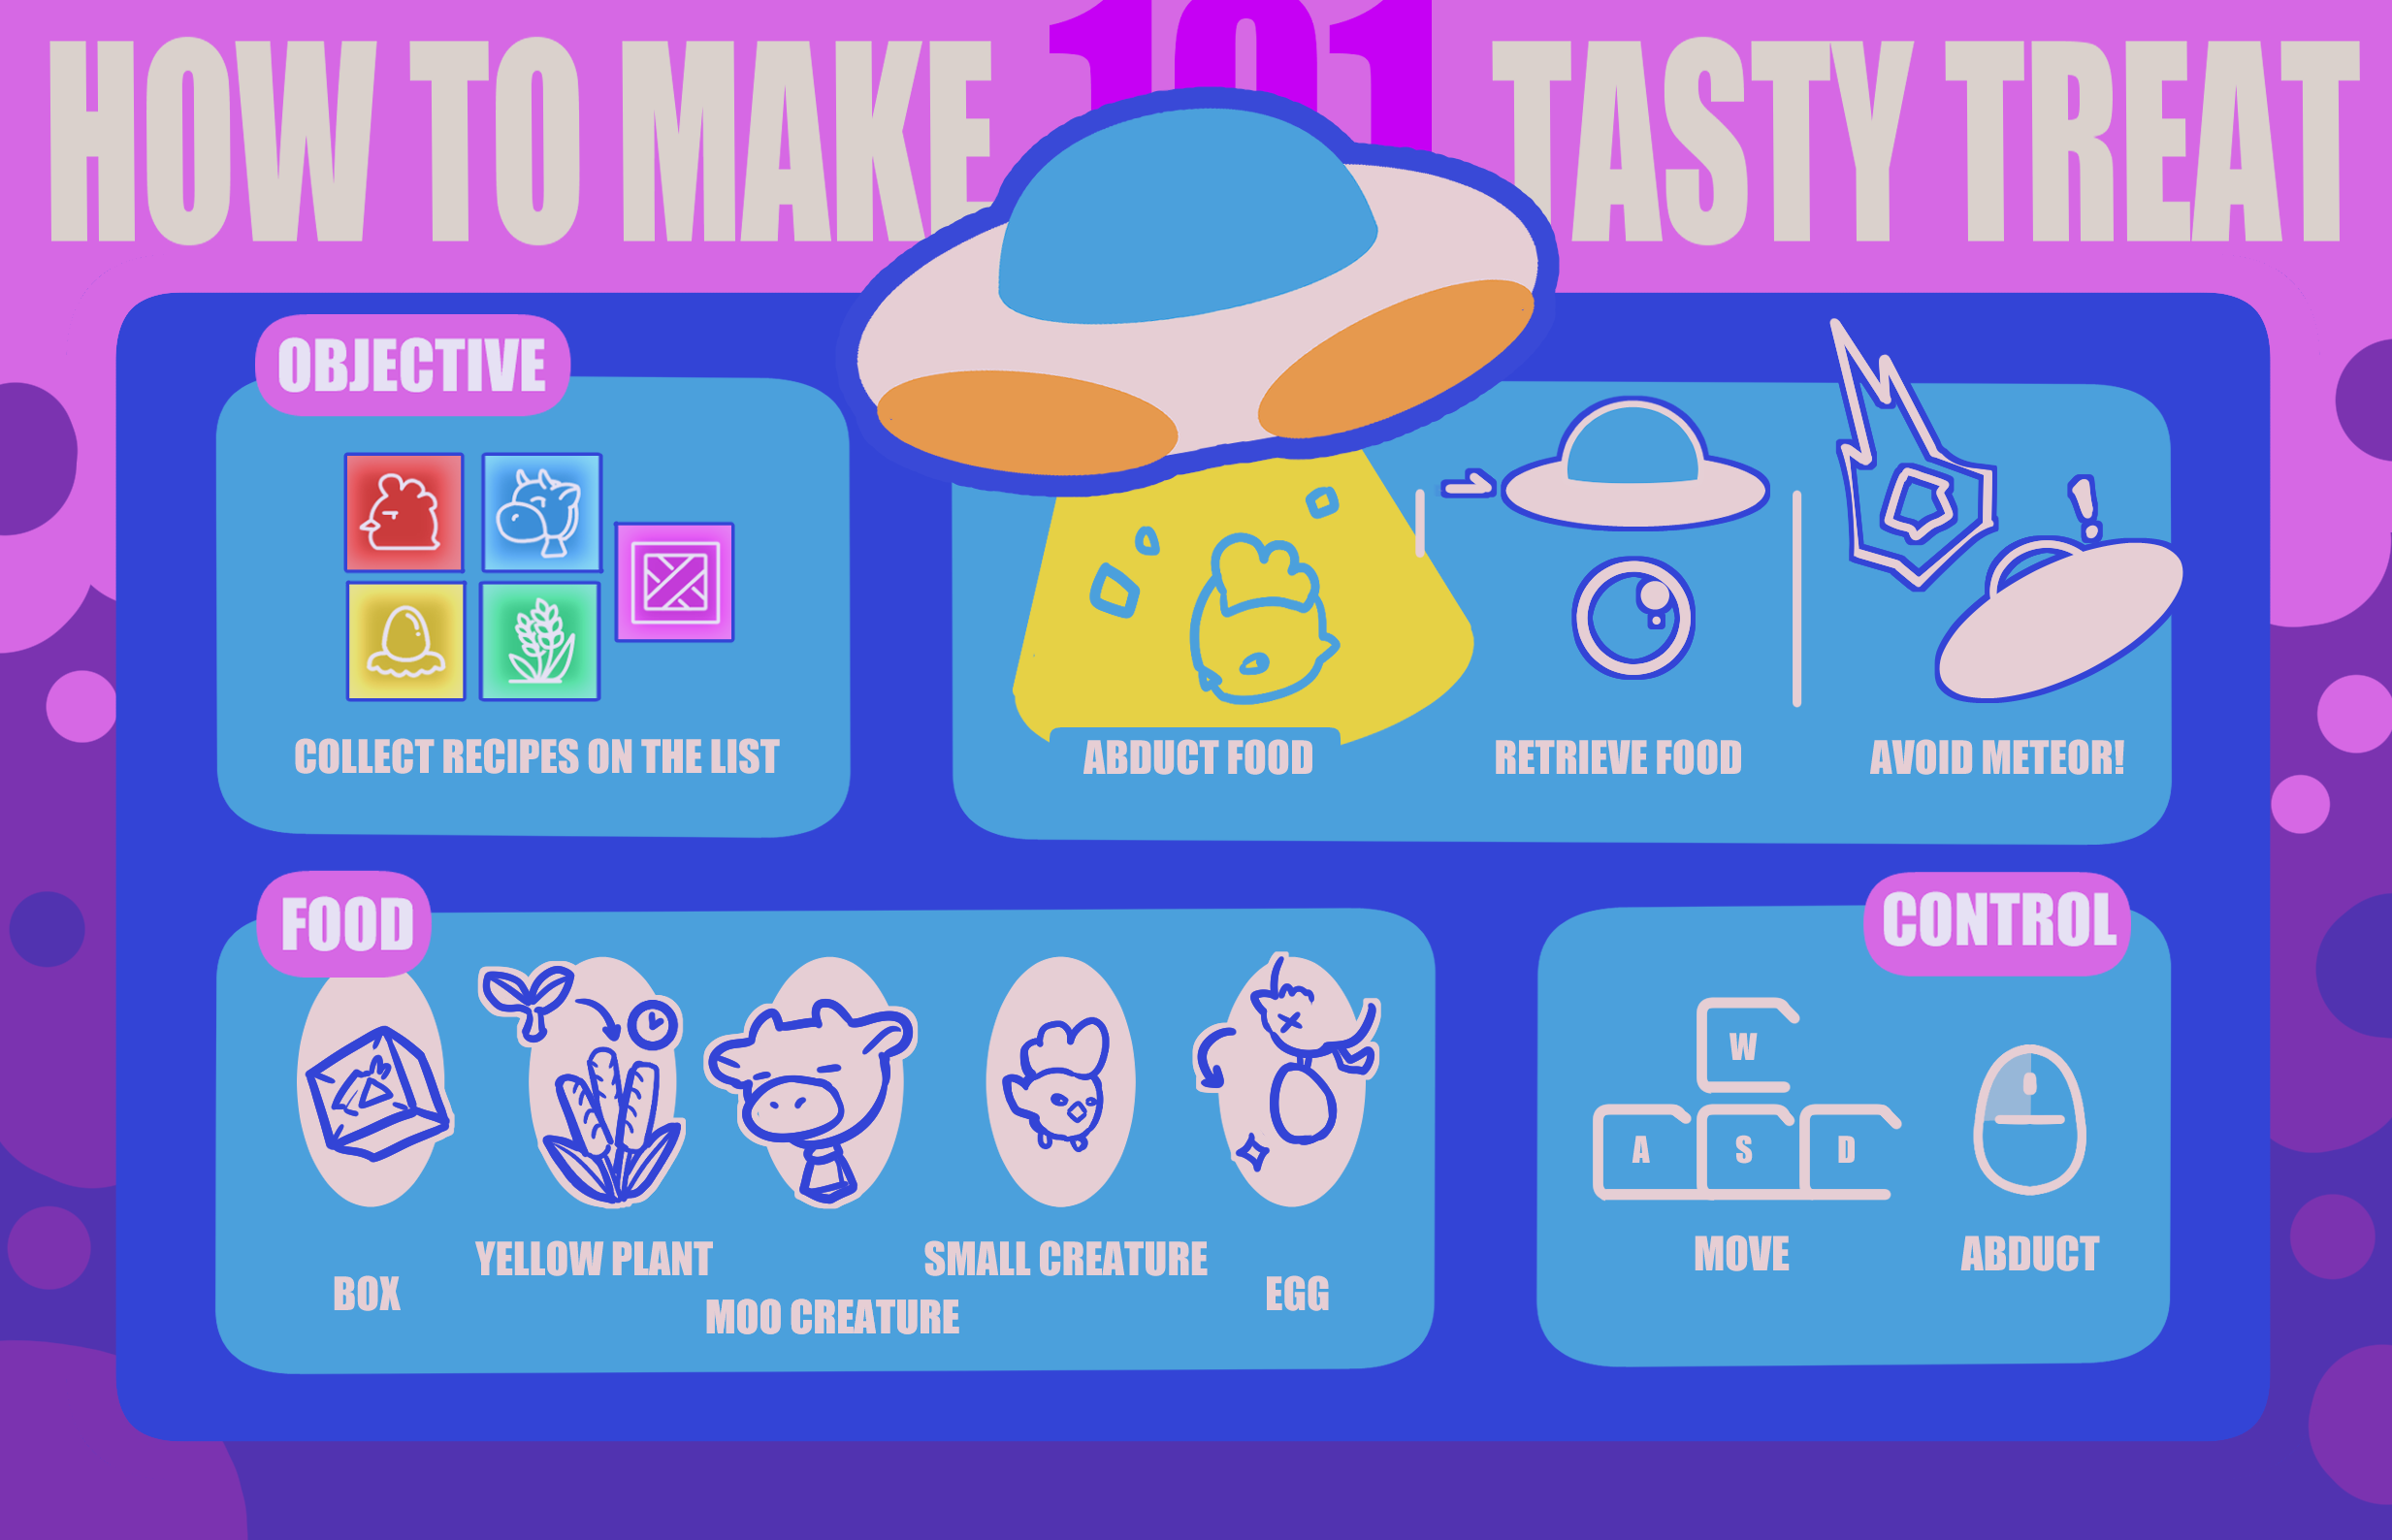 HOW TO MAKE 101 TASTY TREAT
OBJECTIVE
COLLECT RECIPES ON THE LIST
ABDUCT FOOD
RETRIEVE FOOD
AVOID METEOR!
FOOD
BOX
YELLOW PLANT
MOO CREATURE
SMALL CREATURE
EGG
CONTROL
W
A S D
MOVE
ABDUCT